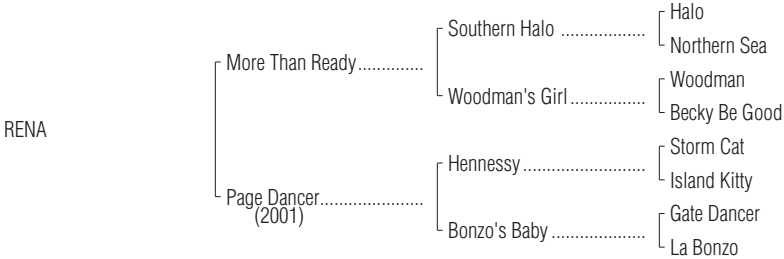 Halo
Southern Halo ..................
Northern Sea
More Than Ready..............
Woodman
Woodman's Girl ................
Becky Be Good
RENA
Storm Cat
Hennessy ..........................
Island Kitty
Page Dancer......................
(2001)
Gate Dancer
Bonzo's Baby ....................
La Bonzo